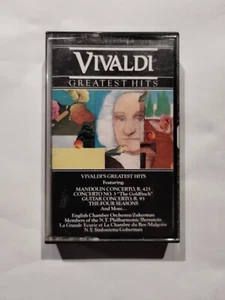 VIVALDI
GREATEST HITS
VIVALDI'S GREATEST HITS
Featuring:
MANDOLIN CONCERTO, R. 425
CONCERTO NO. 3 "The Goldfinch"
GUITAR CONCERTO, R. 93
THE FOUR SEASONS
And More...
English Chamber Orchestra/Zukerman
Members of the N.Y. Philharmonic/Bernstein
La Grande Ecurie et La Chambre du Roy/Malgoire
N.Y. Sinfonietta/Goberman